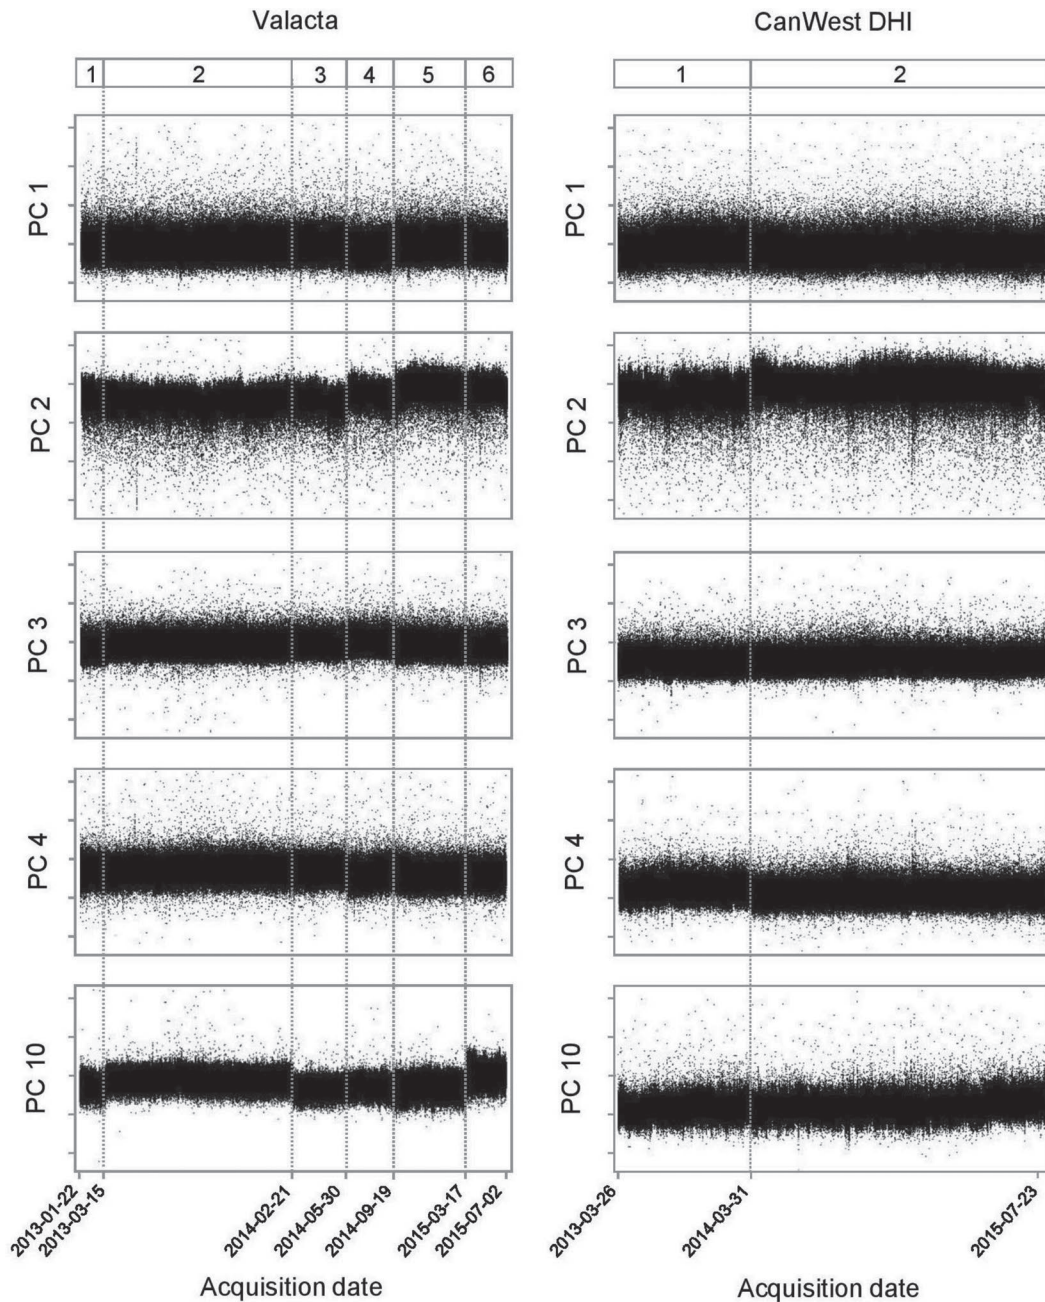 Valacta
CanWest DHI
1 2 3 4 5 6
1 2
PC 1
PC 1
PC 2
PC 2
PC 3
PC 3
PC 4
PC 4
PC 10
PC 10
2013-01-22
2013-03-15
2014-02-21
2014-05-30
2014-09-19
2015-03-17
2015-07-02
2013-03-26
2014-03-31
2015-07-23
Acquisition date
Acquisition date